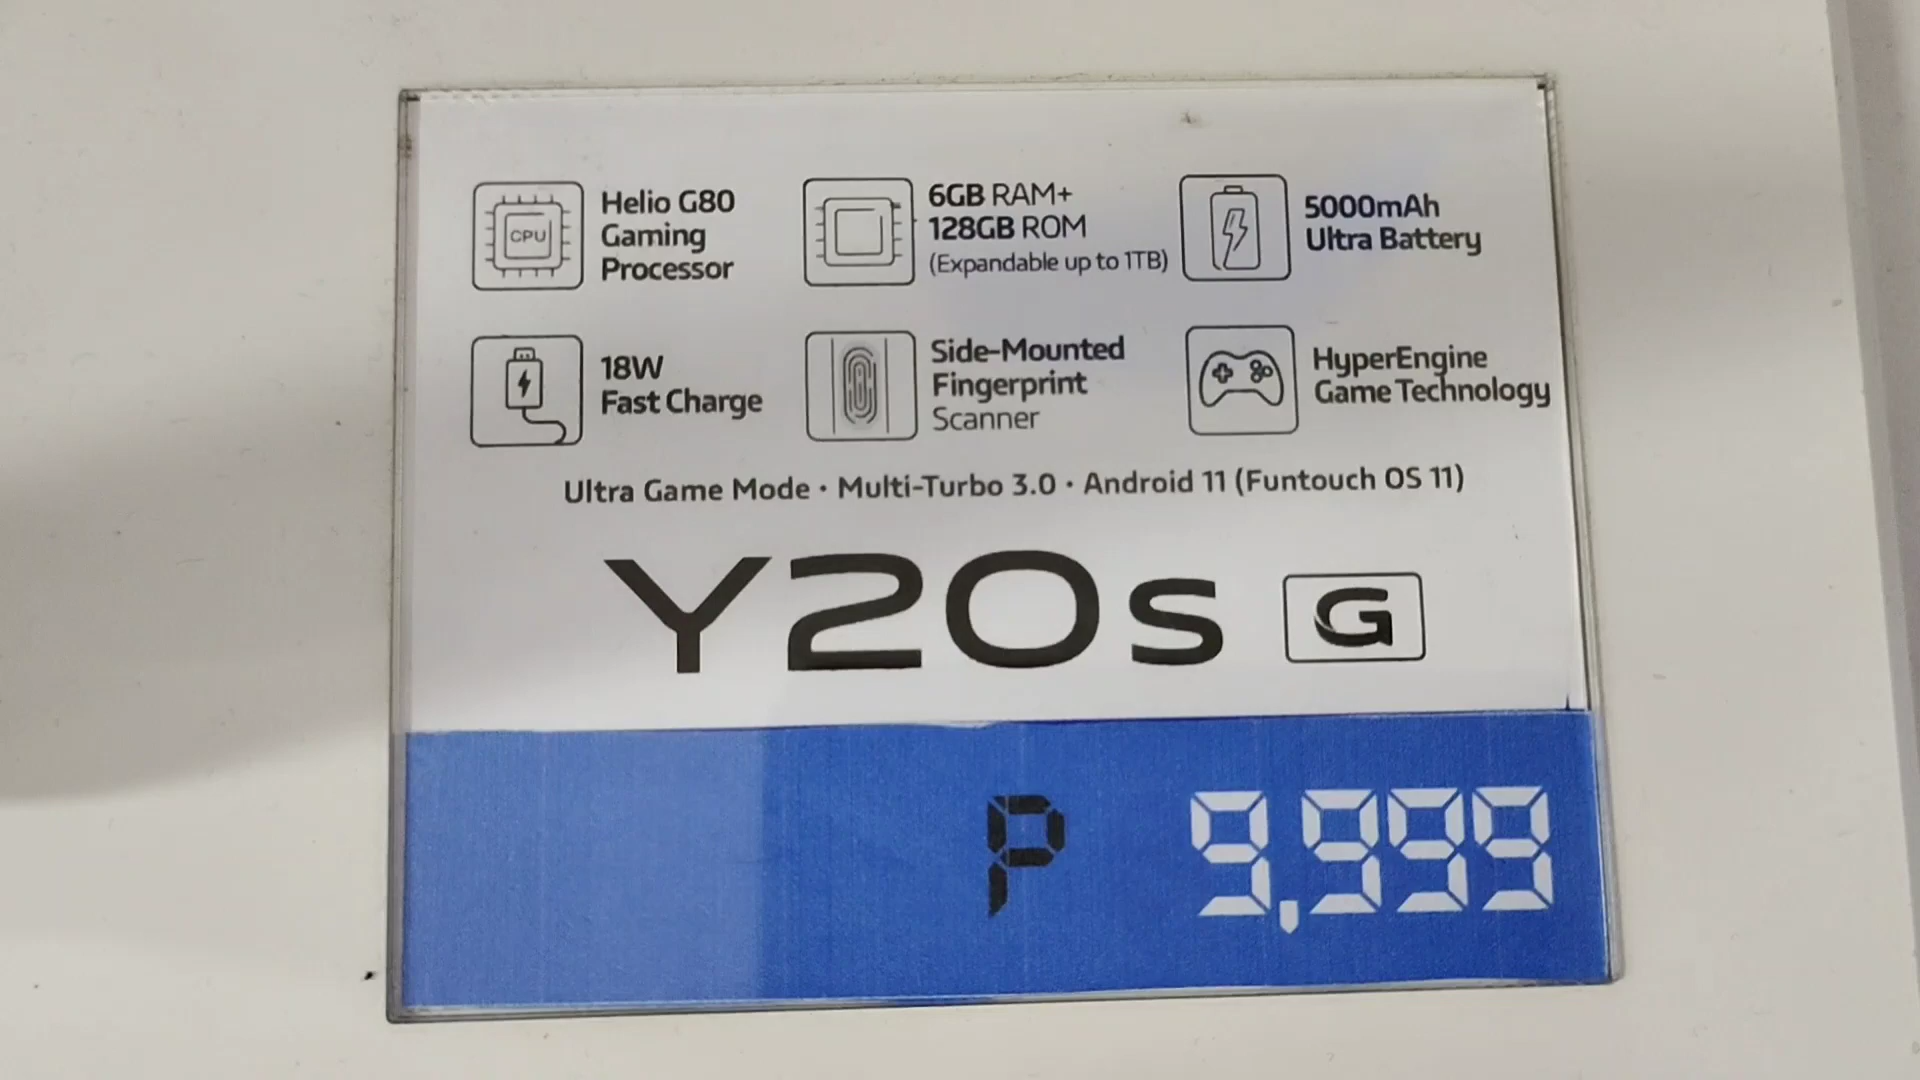 CPU
Helio G80
Gaming
Processor
6GB RAM+
128GB ROM
(Expandable up to 1TB)
5000mAh
Ultra Battery
18W
Fast Charge
Side-Mounted
Fingerprint
Scanner
HyperEngine
Game Technology
Ultra Game Mode · Multi-Turbo 3.0 · Android 11 (Funtouch OS 11)
Y20s G
P 9,999